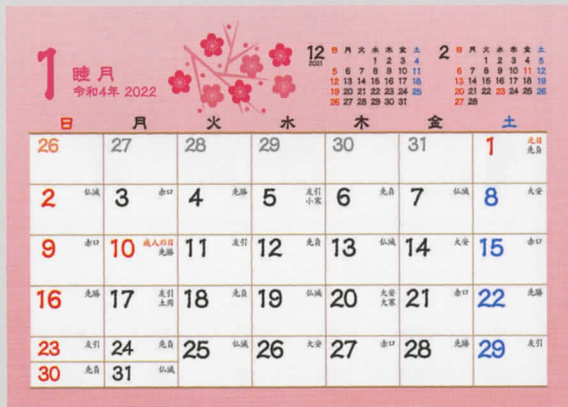 1 睦月
令和4年 2022
12
2021
日 月 火 水 木 金 土
1 2 3 4
5 6 7 8 9 10 11
12 13 14 15 16 17 18
19 20 21 22 23 24 25
26 27 28 29 30 31
2
日 月 火 水 木 金 土
1 2 3 4 5
6 7 8 9 10 11 12
13 14 15 16 17 18 19
20 21 22 23 24 25 26
27 28
日 月 火 水 木 金 土
26 27 28 29 30 31 1 元日 先負
2 仏滅 3 赤口 4 先勝 5 友引 小寒 6 先負 7 仏滅 8 大安
9 赤口 10 成人の日 先勝 11 友引 12 先負 13 仏滅 14 大安 15 赤口
16 先勝 17 友引 土用 18 先負 19 仏滅 20 大安 大寒 21 赤口 22 先勝
23 友引 24 先負 25 仏滅 26 大安 27 赤口 28 先勝 29 友引
30 先負 31 仏滅